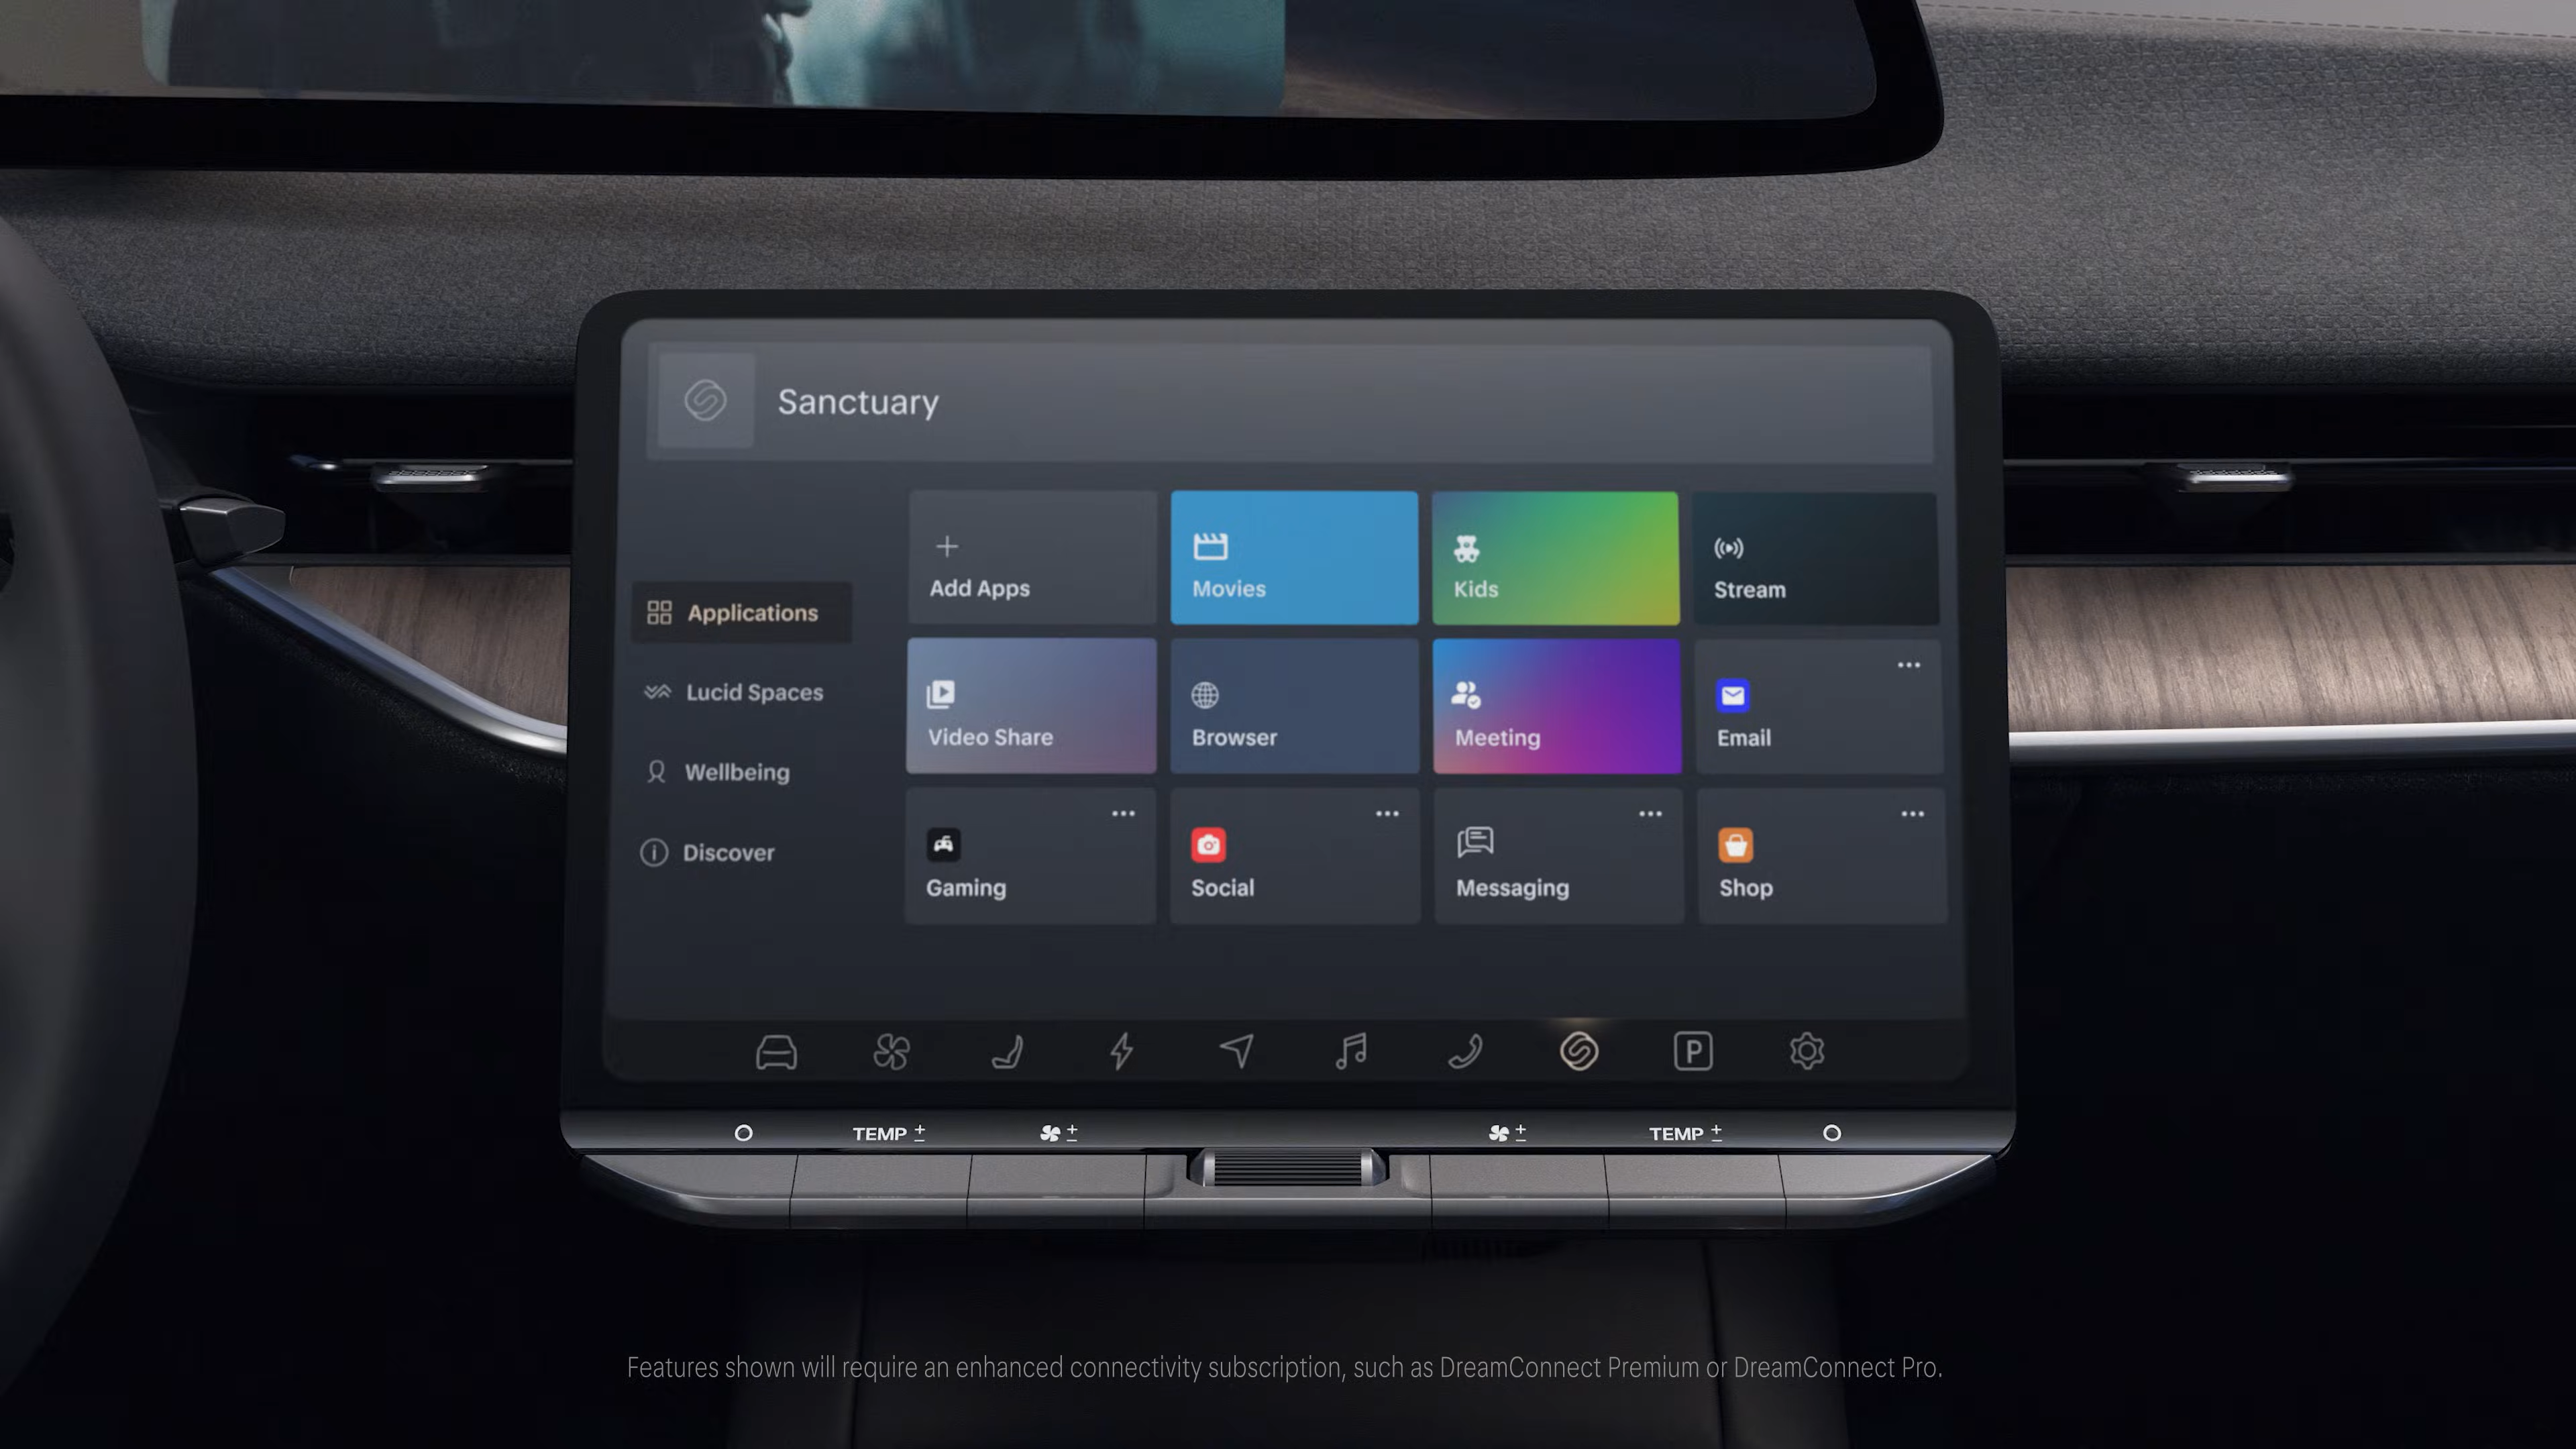 Sanctuary
Applications
Lucid Spaces
Wellbeing
Discover
Add Apps
Movies
Kids
Stream
Video Share
Browser
Meeting
Email
Gaming
Social
Messaging
Shop
P
TEMP ±
±
±
TEMP ±
Features shown will require an enhanced connectivity subscription, such as DreamConnect Premium or DreamConnect Pro.